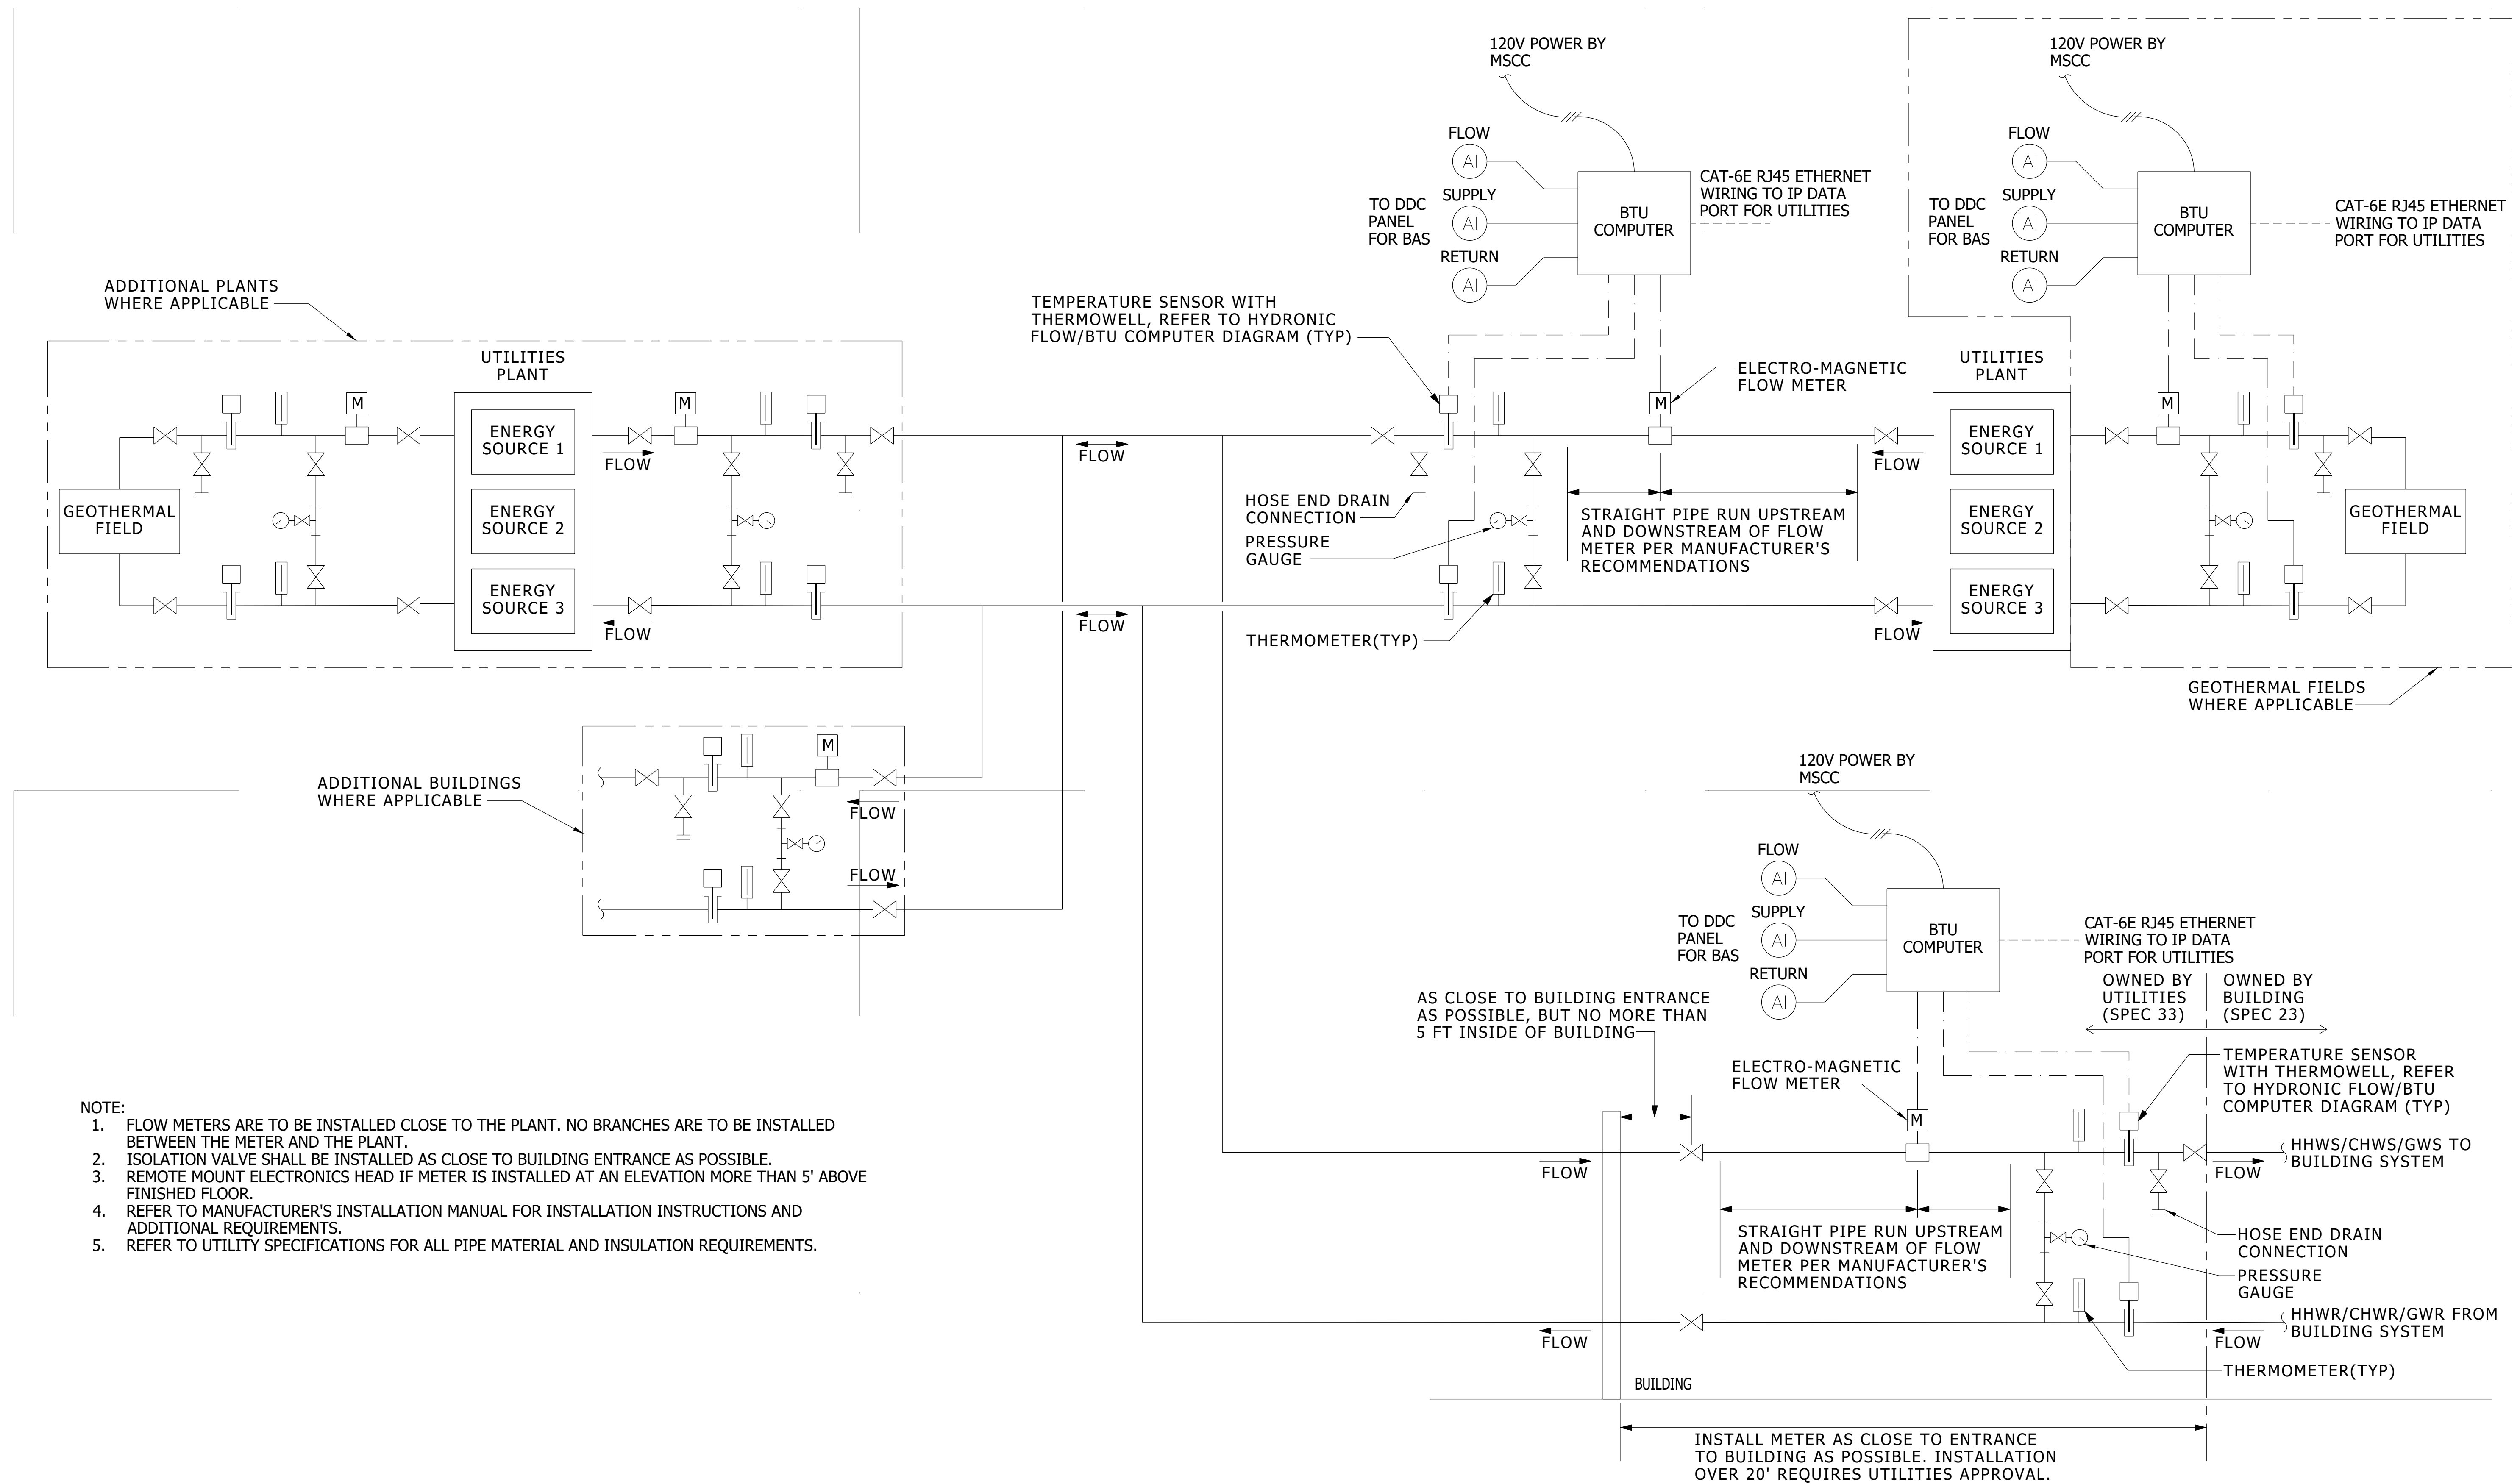 120V POWER BY
MSCC
FLOW
AI
SUPPLY
AI
RETURN
AI
TO DDC
PANEL
FOR BAS
BTU
COMPUTER
CAT-6E RJ45 ETHERNET
WIRING TO IP DATA
PORT FOR UTILITIES
120V POWER BY
MSCC
FLOW
AI
SUPPLY
AI
RETURN
AI
TO DDC
PANEL
FOR BAS
BTU
COMPUTER
CAT-6E RJ45 ETHERNET
WIRING TO IP DATA
PORT FOR UTILITIES
ADDITIONAL PLANTS
WHERE APPLICABLE
UTILITIES
PLANT
M
M
ENERGY
SOURCE 1
ENERGY
SOURCE 2
ENERGY
SOURCE 3
GEOTHERMAL
FIELD
FLOW
FLOW
FLOW
FLOW
TEMPERATURE SENSOR WITH
THERMOWELL, REFER TO HYDRONIC
FLOW/BTU COMPUTER DIAGRAM (TYP)
ELECTRO-MAGNETIC
FLOW METER
M
HOSE END DRAIN
CONNECTION
PRESSURE
GAUGE
THERMOMETER(TYP)
STRAIGHT PIPE RUN UPSTREAM
AND DOWNSTREAM OF FLOW
METER PER MANUFACTURER'S
RECOMMENDATIONS
FLOW
FLOW
UTILITIES
PLANT
ENERGY
SOURCE 1
ENERGY
SOURCE 2
ENERGY
SOURCE 3
M
GEOTHERMAL
FIELD
GEOTHERMAL FIELDS
WHERE APPLICABLE
ADDITIONAL BUILDINGS
WHERE APPLICABLE
M
FLOW
FLOW
120V POWER BY
MSCC
FLOW
AI
SUPPLY
AI
RETURN
AI
TO DDC
PANEL
FOR BAS
BTU
COMPUTER
CAT-6E RJ45 ETHERNET
WIRING TO IP DATA
PORT FOR UTILITIES
OWNED BY
UTILITIES
(SPEC 33)
OWNED BY
BUILDING
(SPEC 23)
AS CLOSE TO BUILDING ENTRANCE
AS POSSIBLE, BUT NO MORE THAN
5 FT INSIDE OF BUILDING
ELECTRO-MAGNETIC
FLOW METER
M
TEMPERATURE SENSOR
WITH THERMOWELL, REFER
TO HYDRONIC FLOW/BTU
COMPUTER DIAGRAM (TYP)
FLOW
FLOW
HHWS/CHWS/GWS TO
BUILDING SYSTEM
STRAIGHT PIPE RUN UPSTREAM
AND DOWNSTREAM OF FLOW
METER PER MANUFACTURER'S
RECOMMENDATIONS
HOSE END DRAIN
CONNECTION
PRESSURE
GAUGE
HHWR/CHWR/GWR FROM
BUILDING SYSTEM
FLOW
FLOW
THERMOMETER(TYP)
BUILDING
INSTALL METER AS CLOSE TO ENTRANCE
TO BUILDING AS POSSIBLE. INSTALLATION
OVER 20' REQUIRES UTILITIES APPROVAL.
NOTE:
1. FLOW METERS ARE TO BE INSTALLED CLOSE TO THE PLANT. NO BRANCHES ARE TO BE INSTALLED
BETWEEN THE METER AND THE PLANT.
2. ISOLATION VALVE SHALL BE INSTALLED AS CLOSE TO BUILDING ENTRANCE AS POSSIBLE.
3. REMOTE MOUNT ELECTRONICS HEAD IF METER IS INSTALLED AT AN ELEVATION MORE THAN 5' ABOVE
FINISHED FLOOR.
4. REFER TO MANUFACTURER'S INSTALLATION MANUAL FOR INSTALLATION INSTRUCTIONS AND
ADDITIONAL REQUIREMENTS.
5. REFER TO UTILITY SPECIFICATIONS FOR ALL PIPE MATERIAL AND INSULATION REQUIREMENTS.